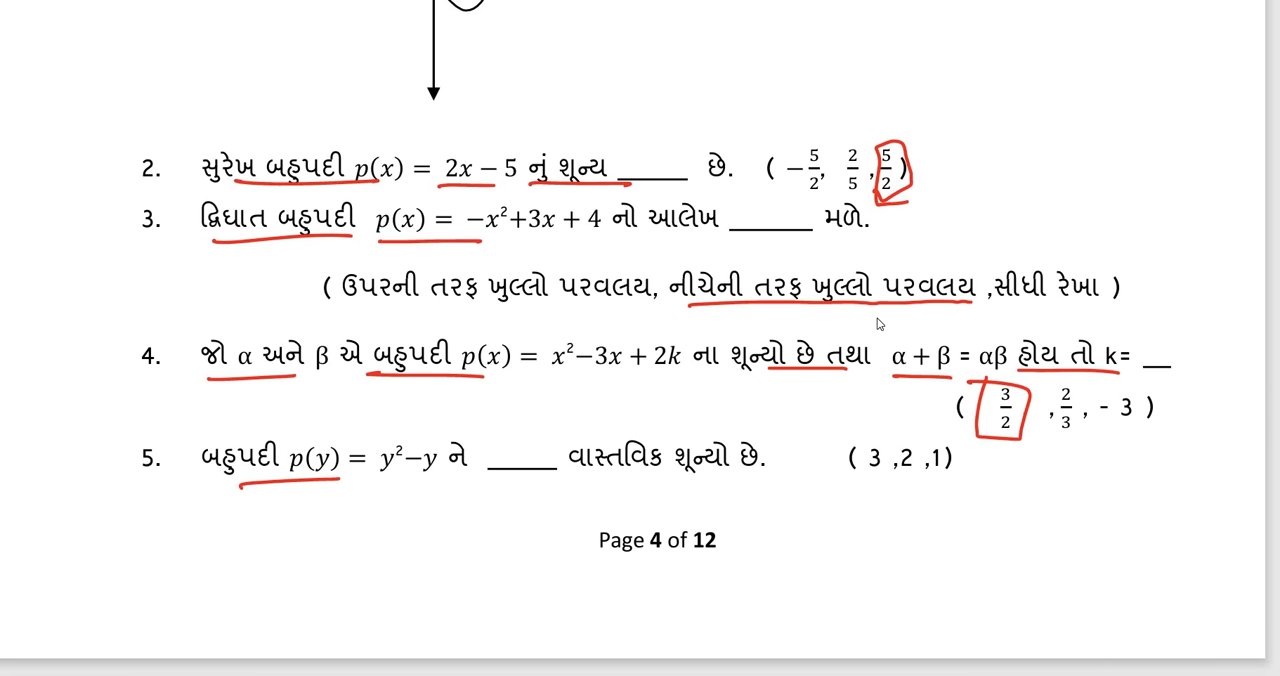 2. સુરેખ બહુપદી p(x) = 2x − 5 નું શૂન્ય ______ છે. ( − 5/2, 2/5 , 5/2 )
3. દ્વિઘાત બહુપદી p(x) = −x²+3x + 4 નો આલેખ _______ મળે.
( ઉપરની તરફ ખુલ્લો પરવલય, નીચેની તરફ ખુલ્લો પરવલય ,સીધી રેખા )
4. જો α અને β એ બહુપદી p(x) = x²−3x + 2k ના શૂન્યો છે તથા α + β = αβ હોય તો k= __
( 3/2 , 2/3 , - 3 )
5. બહુપદી p(y) = y²−y ને ______ વાસ્તવિક શૂન્યો છે. ( 3 ,2 ,1)
Page 4 of 12